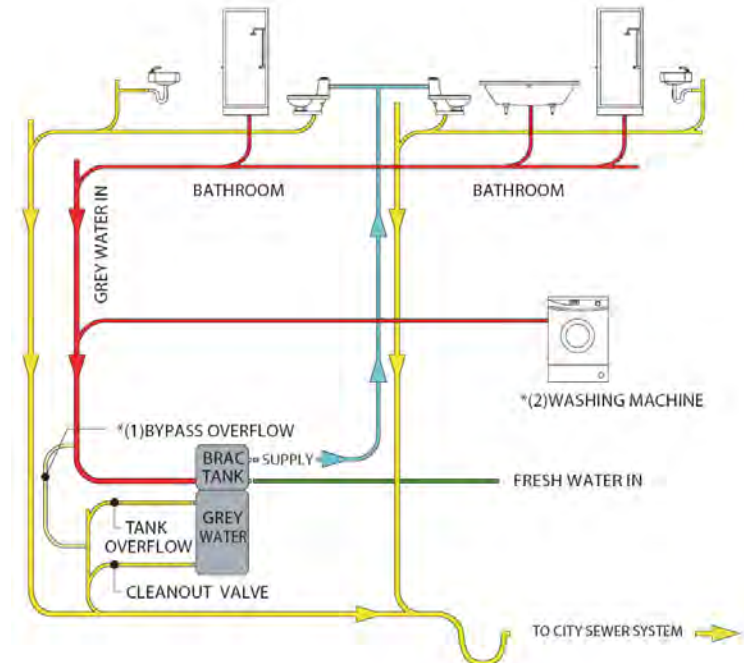 BATHROOM
BATHROOM
GREY WATER IN
*(2)WASHING MACHINE
*(1)BYPASS OVERFLOW
BRAC
TANK
SUPPLY
FRESH WATER IN
GREY
WATER
TANK
OVERFLOW
CLEANOUT VALVE
TO CITY SEWER SYSTEM